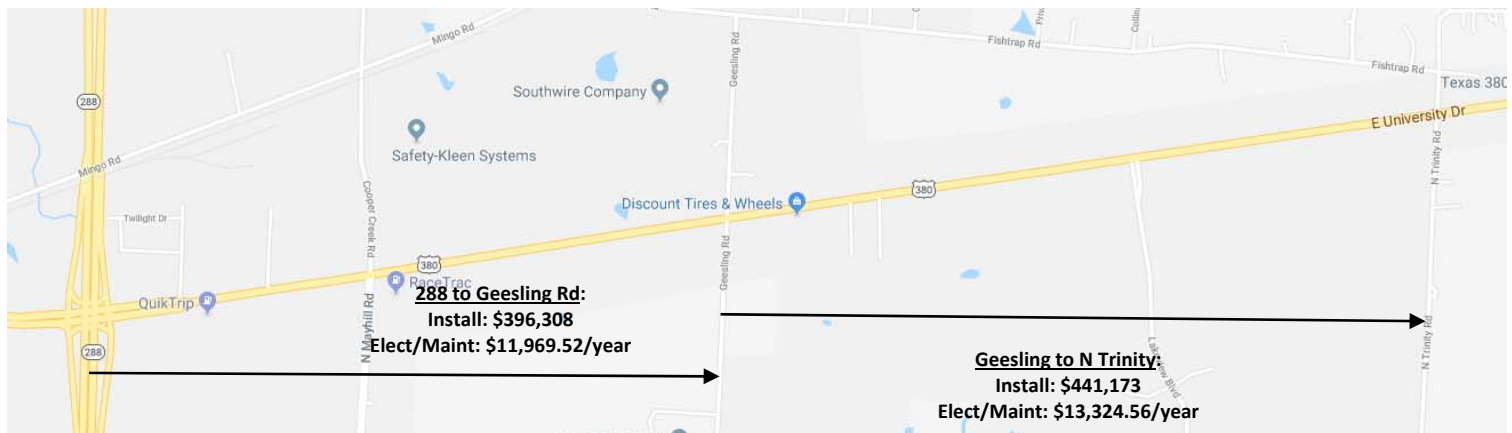 Mingo Rd
Geesling Rd
Fishtrap Rd
Fishtrap Rd
Texas 380
288
Southwire Company
E University Dr
Safety-Kleen Systems
Mingo Rd
Cooper Creek Rd
N Trinity Rd
380
Discount Tires & Wheels
Twilight Dr
Geesling Rd
380
RaceTrac
QuikTrip
288 to Geesling Rd:
Install: $396,308
Elect/Maint: $11,969.52/year
N Mayhill Rd
288
N Trinity Rd
Lakeview Blvd
Geesling to N Trinity:
Install: $441,173
Elect/Maint: $13,324.56/year